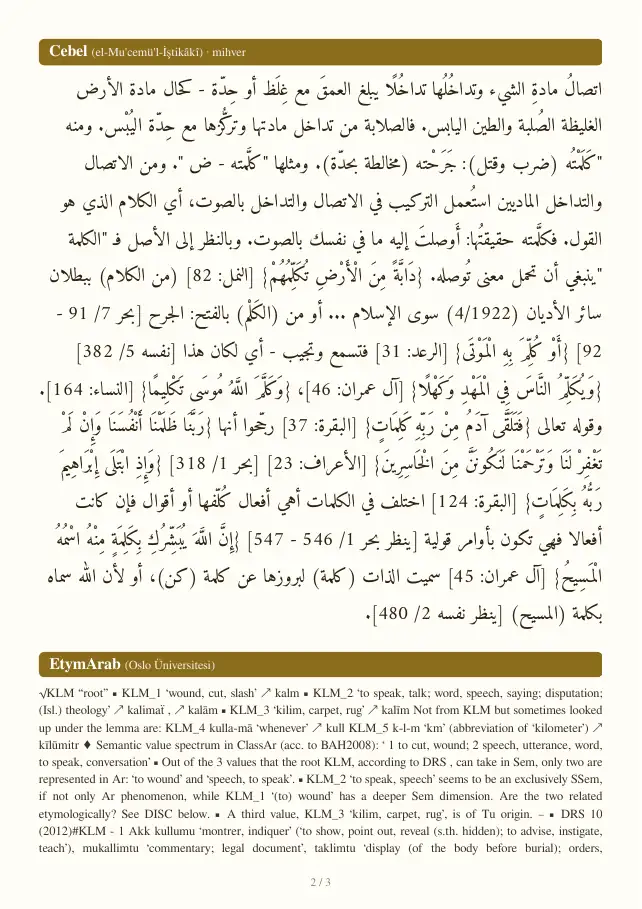 Cebel (el-Mu'cemü'l-İştikâkî) · mihver
اتصالُ مادةِ الشيء وتداخُلُها تداخُلًا يبلغ العمقَ مع غِلَظ أو حِدّة - كحال مادة الأرض
الغليظة الصُلبة والطين اليابس. فالصلابة من تداخل مادتها وتركُّزها مع حِدّة اليُبْس. ومنه
"كَلَمْتُه (ضرب وقتل): جَرَحْته (مخالطة بحدّة). ومثلها "كلَّمته - ض ". ومن الاتصال
والتداخل الماديين استُعمل التركيب في الاتصال والتداخل بالصوت، أي الكلام الذي هو
القول. فكلَّمته حقيقتُها: أَوصلتَ إليه ما في نفسك بالصوت. وبالنظر إلى الأصل فـ "الكلمة
"ينبغي أن تحمل معنى تُوصله. {دَابَّةً مِنَ الْأَرْضِ تُكَلِّمُهُمْ} [النمل: 82] (من الكلام) ببطلان
سائر الأديان (4/1922) سوى الإسلام ... أو من (الكَلْم) بالفتح: الجرح [بحر 7/ 91 -
92] {أَوْ كُلِّمَ بِهِ الْمَوْتَى} [الرعد: 31] فتسمع وتجيب - أي لكان هذا [نفسه 5/ 382]
{وَيُكَلِّمُ النَّاسَ فِي الْمَهْدِ وَكَهْلًا} [آل عمران: 46]، {وَكَلَّمَ اللَّهُ مُوسَى تَكْلِيمًا} [النساء: 164].
وقوله تعالى {فَتَلَقَّى آدَمُ مِنْ رَبِّهِ كَلِمَاتٍ} [البقرة: 37] رجّحوا أنها {رَبَّنَا ظَلَمْنَا أَنْفُسَنَا وَإِنْ لَمْ
تَغْفِرْ لَنَا وَتَرْحَمْنَا لَنَكُونَنَّ مِنَ الْخَاسِرِينَ} [الأعراف: 23] [بحر 1/ 318] {وَإِذِ ابْتَلَى إِبْرَاهِيمَ
رَبُّهُ بِكَلِمَاتٍ} [البقرة: 124] اختلف في الكلمات أهي أفعال كُلِّفها أو أقوال فإن كانت
أفعالا فهي تكون بأوامر قولية [ينظر بحر 1/ 546 - 547] {إِنَّ اللَّهَ يُبَشِّرُكِ بِكَلِمَةٍ مِنْهُ اسْمُهُ
الْمَسِيحُ} [آل عمران: 45] سميت الذات (كلمة) لبروزها عن كلمة (كن)، أو لأن الله سماه
بكلمة (المسيح) [ينظر نفسه 2/ 480].
EtymArab (Oslo Üniversitesi)
√KLM “root” ▪ KLM_1 ‘wound, cut, slash’ ↗ kalm ▪ KLM_2 ‘to speak, talk; word, speech, saying; disputation;
(Isl.) theology’ ↗ kalimaẗ , ↗ kalām ▪ KLM_3 ‘kilim, carpet, rug’ ↗ kalīm Not from KLM but sometimes looked
up under the lemma are: KLM_4 kulla-mā ‘whenever’ ↗ kull KLM_5 k-l-m ‘km’ (abbreviation of ‘kilometer’) ↗
kīlūmitr ♦ Semantic value spectrum in ClassAr (acc. to BAH2008): ‘ 1 to cut, wound; 2 speech, utterance, word,
to speak, conversation’ ▪ Out of the 3 values that the root KLM, according to DRS , can take in Sem, only two are
represented in Ar: ‘to wound’ and ‘speech, to speak’. ▪ KLM_2 ‘to speak, speech’ seems to be an exclusively SSem,
if not only Ar phenomenon, while KLM_1 ‘(to) wound’ has a deeper Sem dimension. Are the two related
etymologically? See DISC below. ▪ A third value, KLM_3 ‘kilim, carpet, rug’, is of Tu origin. – ▪ DRS 10
(2012)#KLM - 1 Akk kullumu ‘montrer, indiquer’ (‘to show, point out, reveal (s.th. hidden); to advise, instigate,
teach’), mukallimtu ‘commentary; legal document’, taklimtu ‘display (of the body before burial); orders,
2 / 3